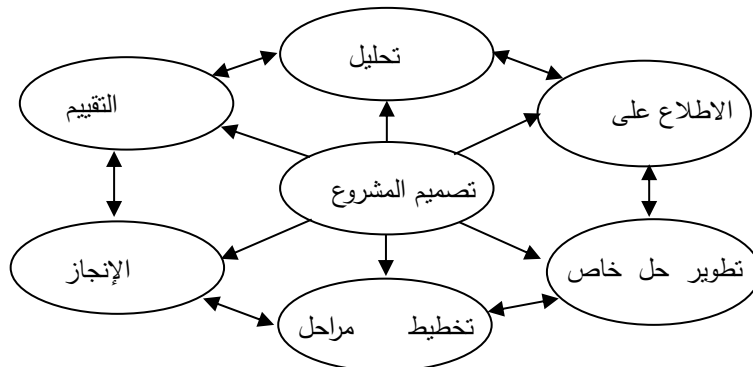 تحليل
الاطلاع على
التقييم
تصميم المشروع
تطوير حل خاص
الإنجاز
تخطيط مراحل